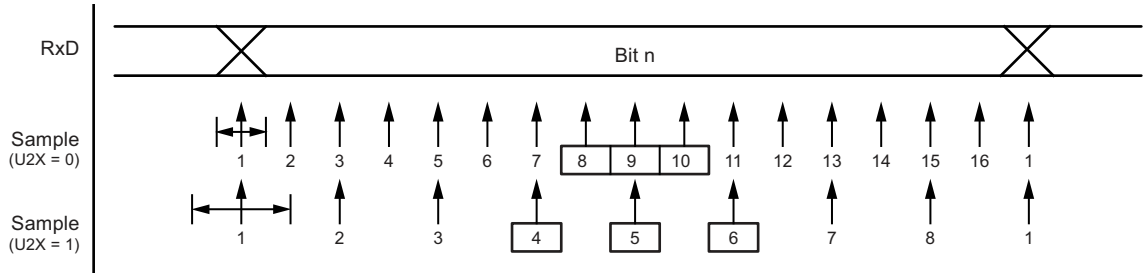 RxD Bit n
Sample
(U2X = 0)
1 2 3 4 5 6 7 8 9 10 11 12 13 14 15 16 1
Sample
(U2X = 1)
1 2 3 4 5 6 7 8 1